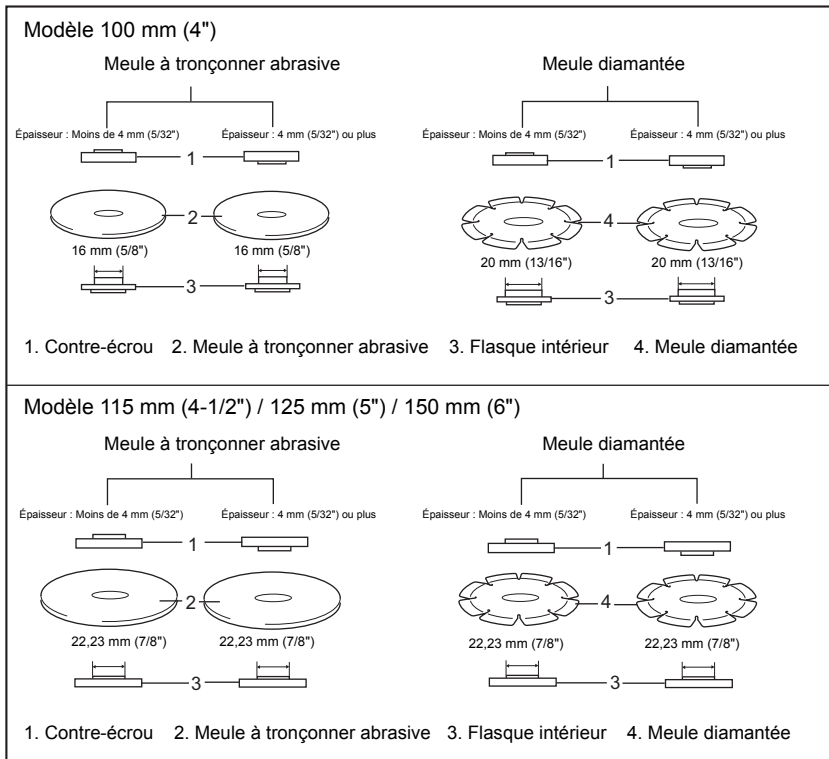 Modèle 100 mm (4")
Meule à tronçonner abrasive
Meule diamantée
Épaisseur : Moins de 4 mm (5/32")
Épaisseur : 4 mm (5/32") ou plus
Épaisseur : Moins de 4 mm (5/32")
Épaisseur : 4 mm (5/32") ou plus
1
1
2
4
16 mm (5/8")
16 mm (5/8")
20 mm (13/16")
20 mm (13/16")
3
3
1. Contre-écrou 2. Meule à tronçonner abrasive 3. Flasque intérieur 4. Meule diamantée
Modèle 115 mm (4-1/2") / 125 mm (5") / 150 mm (6")
Meule à tronçonner abrasive
Meule diamantée
Épaisseur : Moins de 4 mm (5/32")
Épaisseur : 4 mm (5/32") ou plus
Épaisseur : Moins de 4 mm (5/32")
Épaisseur : 4 mm (5/32") ou plus
1
1
2
4
22,23 mm (7/8")
22,23 mm (7/8")
22,23 mm (7/8")
22,23 mm (7/8")
3
3
1. Contre-écrou 2. Meule à tronçonner abrasive 3. Flasque intérieur 4. Meule diamantée